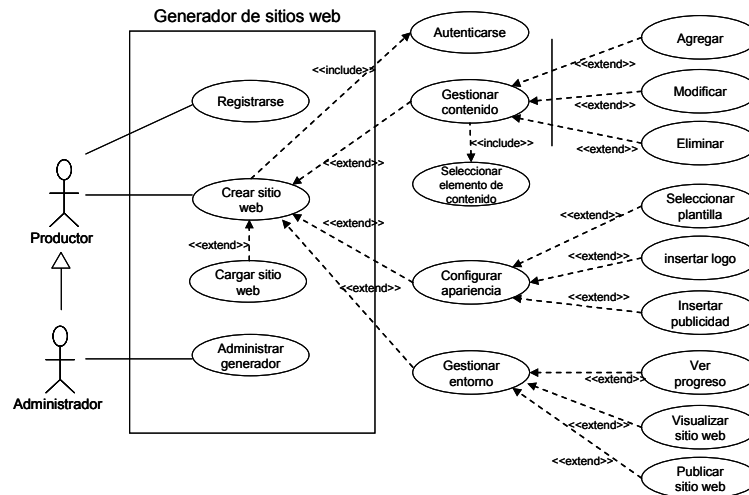 Generador de sitios web
Autenticarse
Agregar
<<include>>
<<extend>>
Registrarse
Gestionar
contenido
<<extend>>
Modificar
<<include>>
<<extend>>
Eliminar
<<extend>>
Seleccionar
elemento de
contenido
Crear sitio
web
Productor
<<extend>>
<<extend>>
Seleccionar
plantilla
<<extend>>
Cargar sitio
web
Configurar
apariencia
<<extend>>
insertar logo
<<extend>>
<<extend>>
Insertar
publicidad
Administrar
generador
Administrador
Gestionar
entorno
Ver
progreso
<<extend>>
<<extend>>
Visualizar
sitio web
<<extend>>
Publicar
sitio web